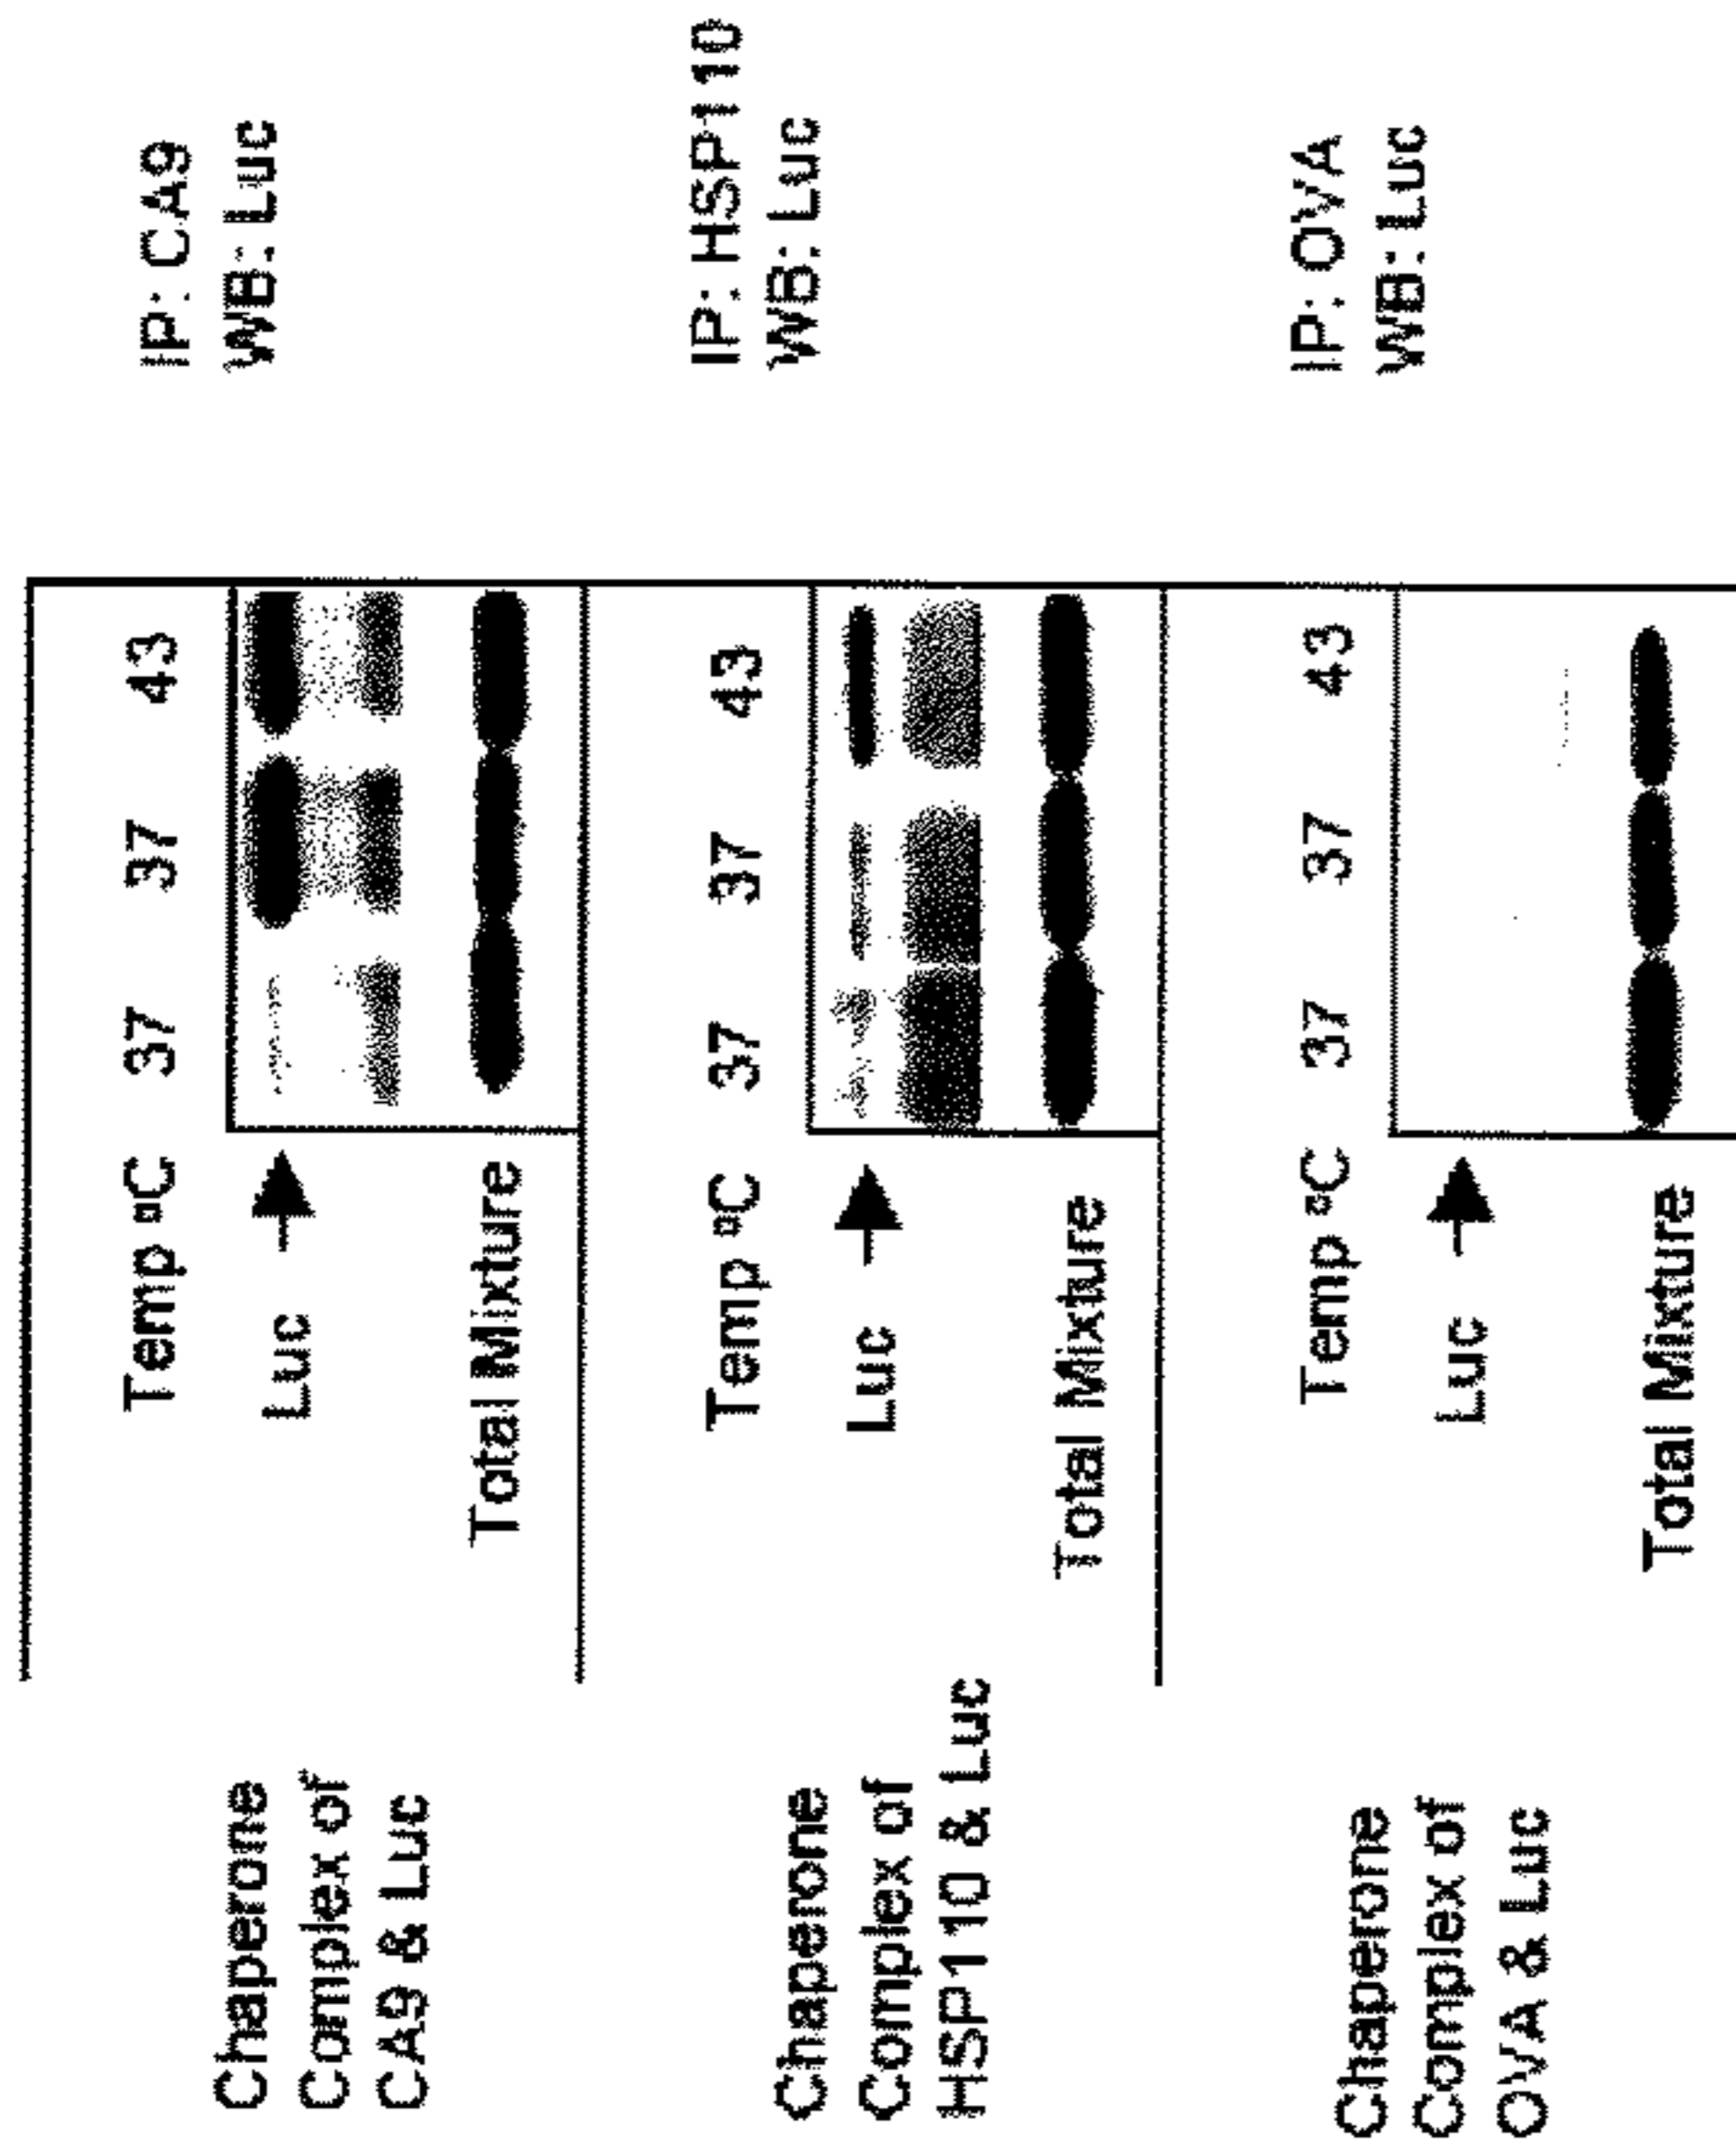 Chaperone
Complex of
CA9 & Luc
Temp °C 37 37 43
Luc
Total Mixture
IP: CA9
WB: Luc
Chaperone
Complex of
HSP110 & Luc
Temp °C 37 37 43
Luc
Total Mixture
IP: HSP110
WB: Luc
Chaperone
Complex of
OVA & Luc
Temp °C 37 37 43
Luc
Total Mixture
IP: OVA
WB: Luc